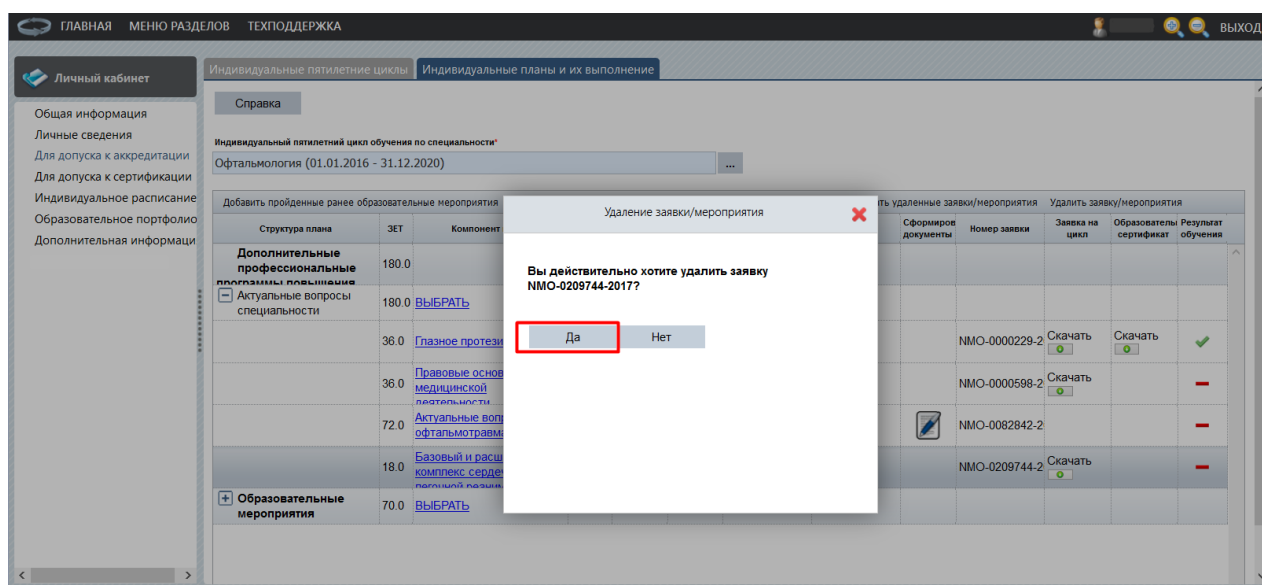 ГЛАВНАЯ МЕНЮ РАЗДЕЛОВ ТЕХПОДДЕРЖКА ВЫХОД
Личный кабинет
Общая информация
Личные сведения
Для допуска к аккредитации
Для допуска к сертификации
Индивидуальное расписание
Образовательное портфолио
Дополнительная информаци
Индивидуальные пятилетние циклы Индивидуальные планы и их выполнение
Справка
Индивидуальный пятилетний цикл обучения по специальности*
Офтальмология (01.01.2016 - 31.12.2020) ...
Добавить пройденные ранее образовательные мероприятия удаленные заявки/мероприятия Удалить заявку/мероприятия
Структура плана ЗЕТ Компонент Сформиров документы Номер заявки Заявка на цикл Образователы сертификат Результат обучения
Дополнительные
профессиональные 180.0
программы повышения
Актуальные вопросы
специальности 180.0 ВЫБРАТЬ
36.0 Глазное протези NMO-0000229-2 Скачать Скачать
36.0 Правовые основ
медицинской NMO-0000598-2 Скачать
деятельности
72.0 Актуальные вопр
офтальмотравма NMO-0082842-2
18.0 Базовый и расш
комплекс сердеч NMO-0209744-2 Скачать
легочной реаним
Образовательные
мероприятия 70.0 ВЫБРАТЬ
Удаление заявки/мероприятия
Вы действительно хотите удалить заявку
NMO-0209744-2017?
Да Нет